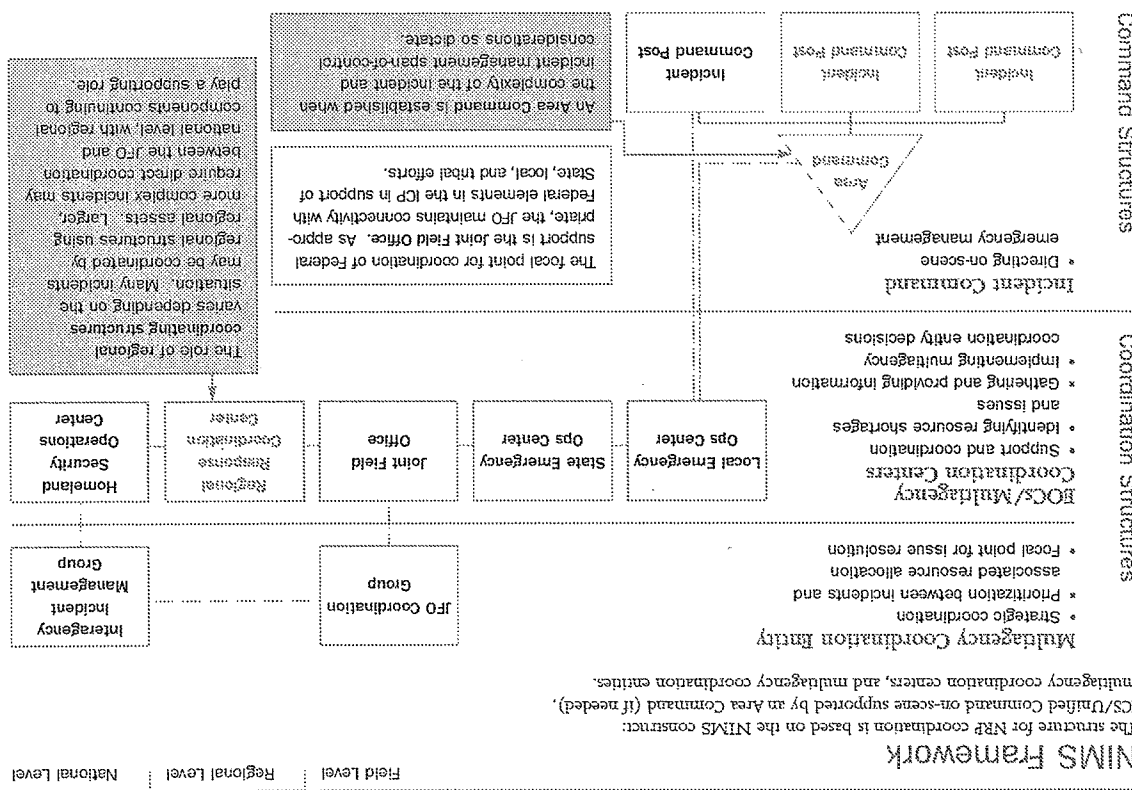 Field Level
Regional Level
National Level
NIMS Framework
The structure for NRP coordination is based on the NIMS construct:
CS/Unified Command on-scene supported by an Area Command (if needed),
multiagency coordination centers, and multiagency coordination entities.
Coordination Structures
Multiagency Coordination Entity
• Strategic coordination
• Prioritization between incidents and
associated resource allocation
• Focal point for issue resolution
JFO Coordination
Group
Interagency
Incident
Management
Group
EOCs/Multiagency
Coordination Centers
• Support and coordination
• Identifying resource shortages
and issues
• Gathering and providing information
• Implementing multiagency
coordination entity decisions
Local Emergency
Ops Center
State Emergency
Ops Center
Joint Field
Office
Regional
Response
Coordination
Center
Homeland
Security
Operations
Center
Command Structures
Incident Command
• Directing on-scene
emergency management
Area
Command
Incident
Command Post
Incident
Command Post
Incident
Command Post
The focal point for coordination of Federal
support is the Joint Field Office. As appro-
priate, the JFO maintains connectivity with
Federal elements in the ICP in support of
State, local, and tribal efforts.
An Area Command is established when
the complexity of the incident and
incident management span-of-control
considerations so dictate.
The role of regional
coordinating structures
varies depending on the
situation. Many incidents
may be coordinated by
regional structures using
regional assets. Larger,
more complex incidents may
require direct coordination
between the JFO and
national level, with regional
components continuing to
play a supporting role.